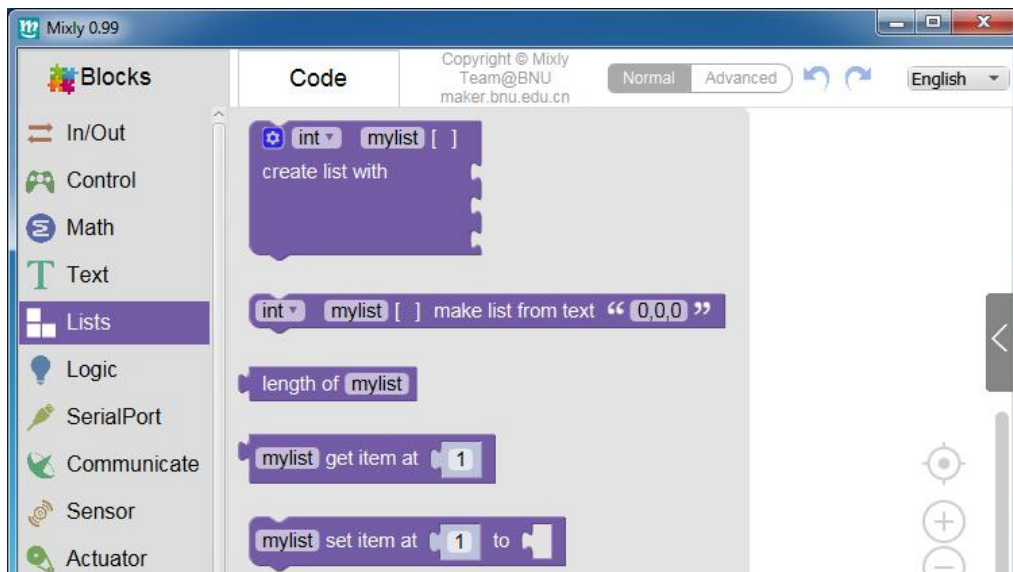 Mixly 0.99
Blocks
Code
Copyright © Mixly
Team@BNU
maker.bnu.edu.cn
Normal Advanced
English
In/Out
Control
Math
Text
Lists
Logic
SerialPort
Communicate
Sensor
Actuator
int mylist [ ]
create list with
int mylist [ ] make list from text “ 0,0,0 ”
length of mylist
mylist get item at 1
mylist set item at 1 to